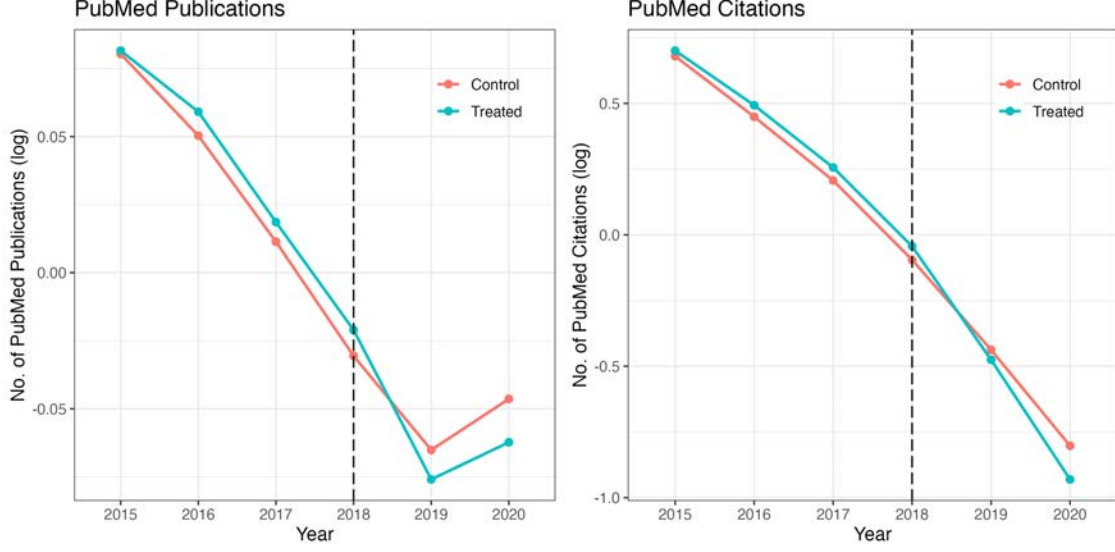 PubMed Publications
No. of PubMed Publications (log)
0.05
0.00
-0.05
Control
Treated
2015 2016 2017 2018 2019 2020
Year
PubMed Citations
No. of PubMed Citations (log)
0.5
0.0
-0.5
-1.0
Control
Treated
2015 2016 2017 2018 2019 2020
Year